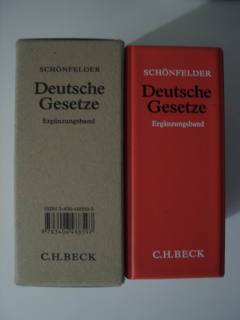 SCHÖNFELDER
Deutsche
Gesetze
Ergänzungsband
C.H.BECK
SCHÖNFELDER
Deutsche
Gesetze
Ergänzungsband
C.H.BECK